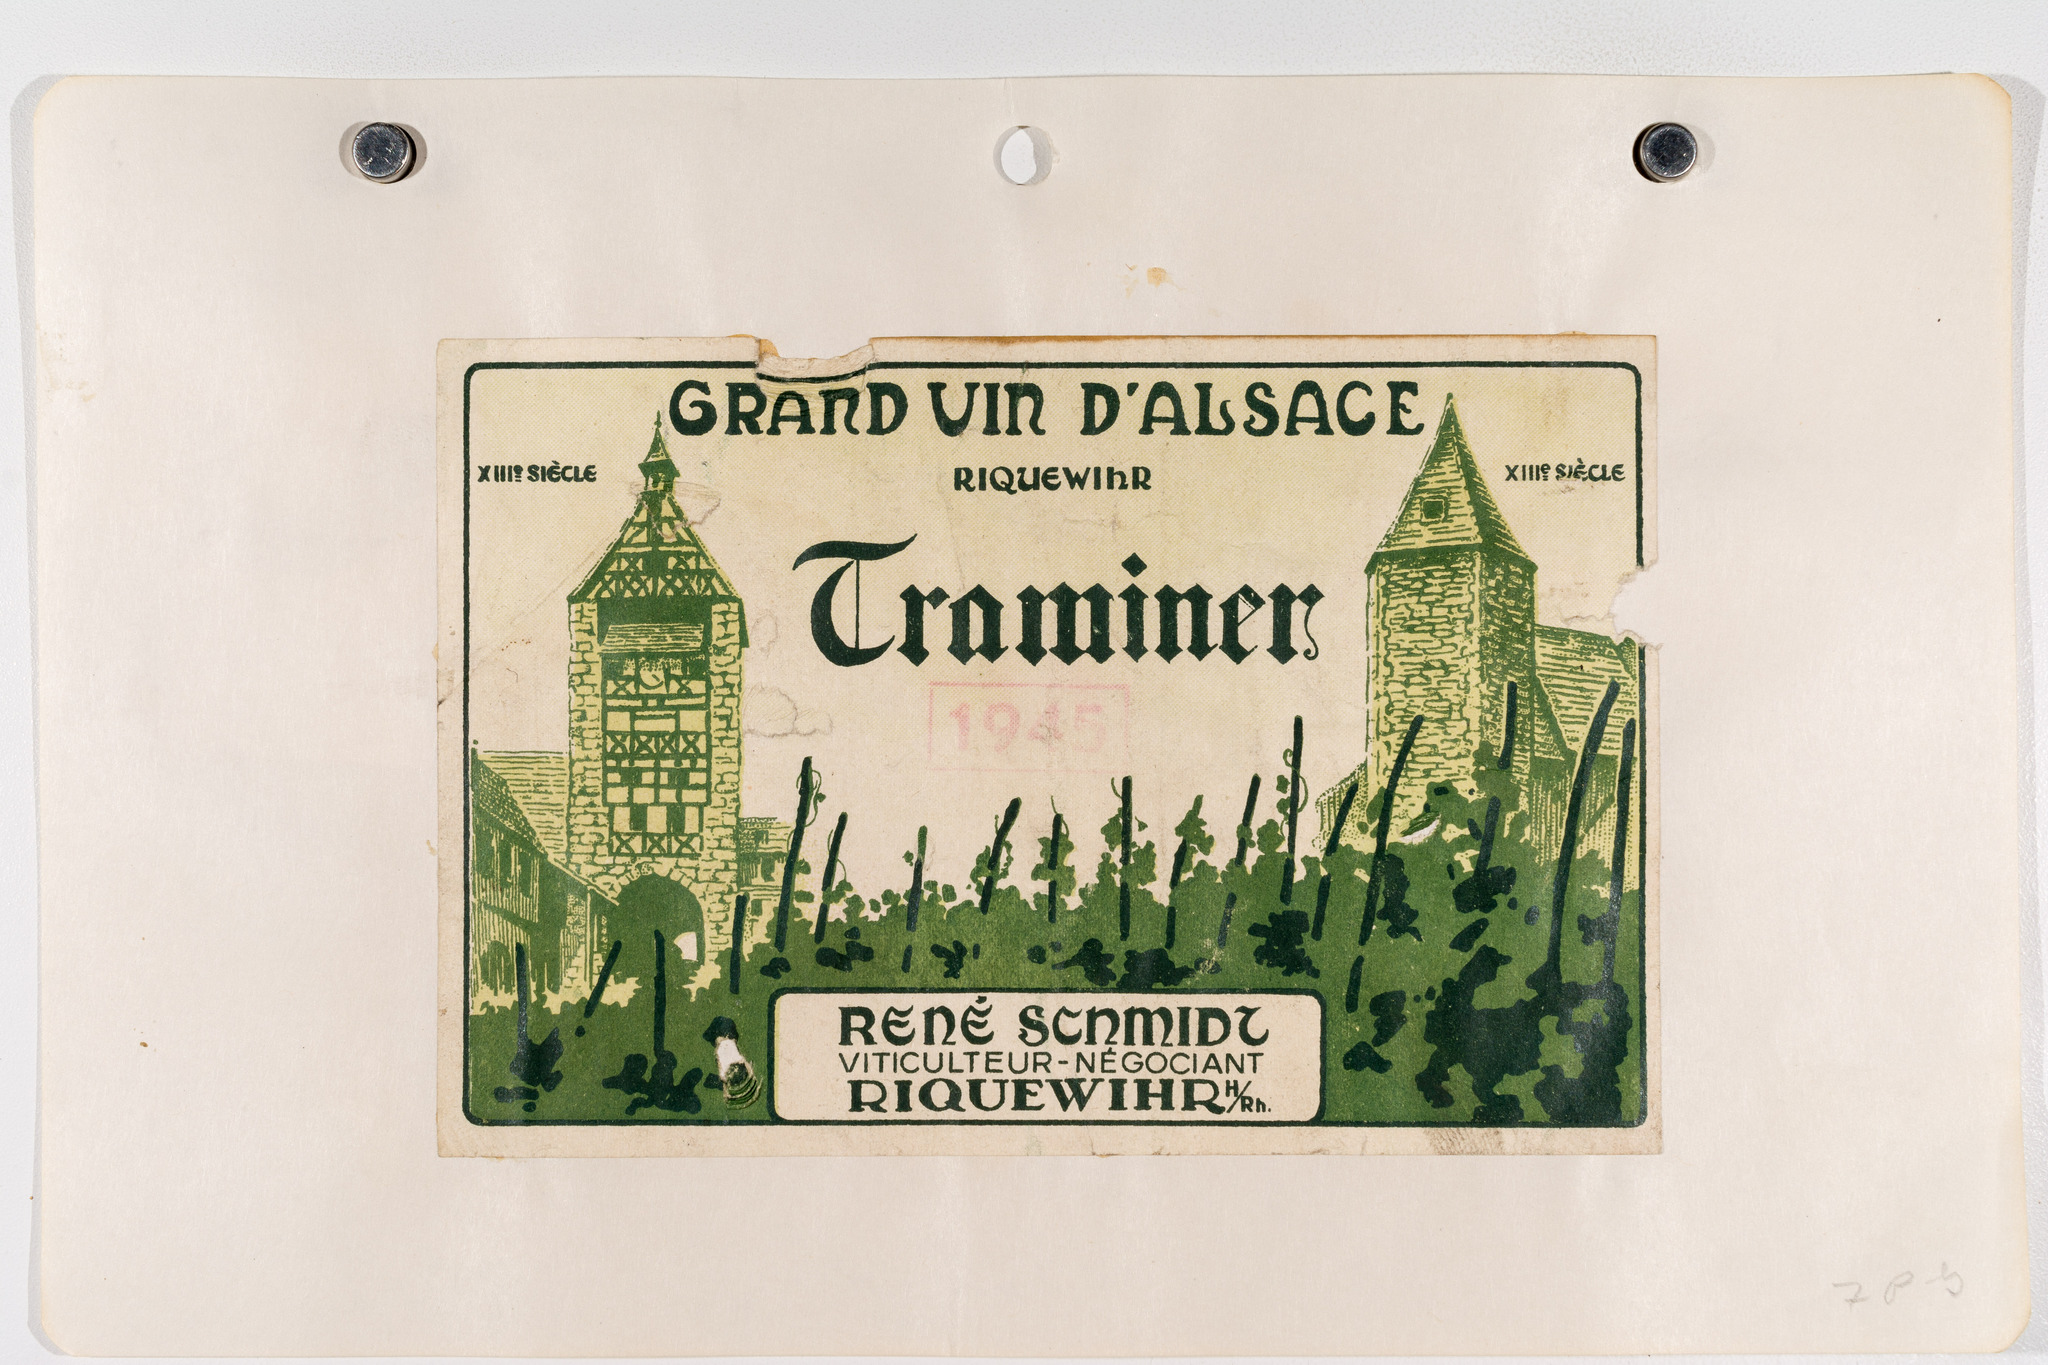 GRAND VIN D'ALSACE
XIIIe SIÈCLE
RIQUEWIHR
XIIIe SIÈCLE
Traminer
1945
RENÉ SCHMIDT
VITICULTEUR-NÉGOCIANT
RIQUEWIHR H/Rh.